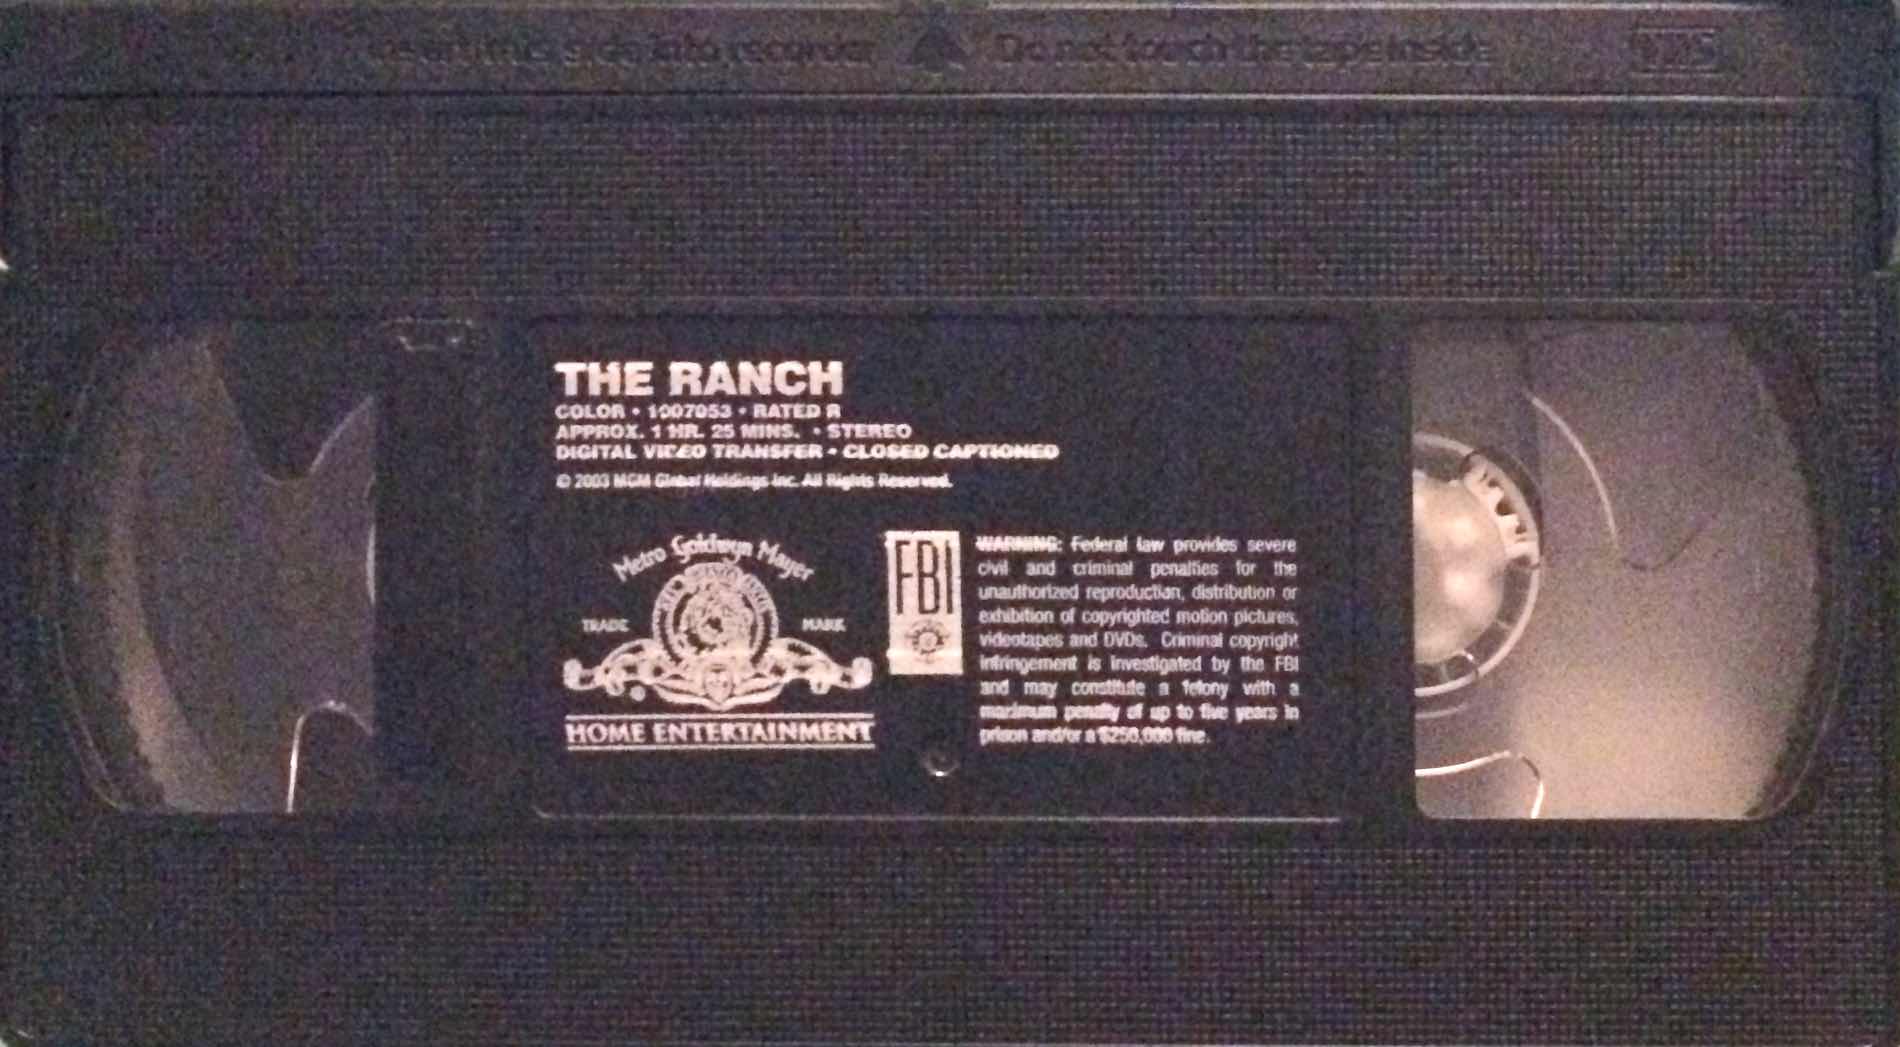 side into recorder Do not touch the tape inside VHS
THE RANCH
COLOR • 1007053 • RATED R
APPROX. 1 HR. 25 MINS. • STEREO
DIGITAL VIDEO TRANSFER • CLOSED CAPTIONED
© 2003 MGM Global Holdings Inc. All Rights Reserved.
Metro Goldwyn Mayer
TRADE MARK
HOME ENTERTAINMENT
FBI
WARNING: Federal law provides severe
civil and criminal penalties for the
unauthorized reproduction, distribution or
exhibition of copyrighted motion pictures,
videotapes and DVDs. Criminal copyright
infringement is investigated by the FBI
and may constitute a felony with a
maximum penalty of up to five years in
prison and/or a $250,000 fine.